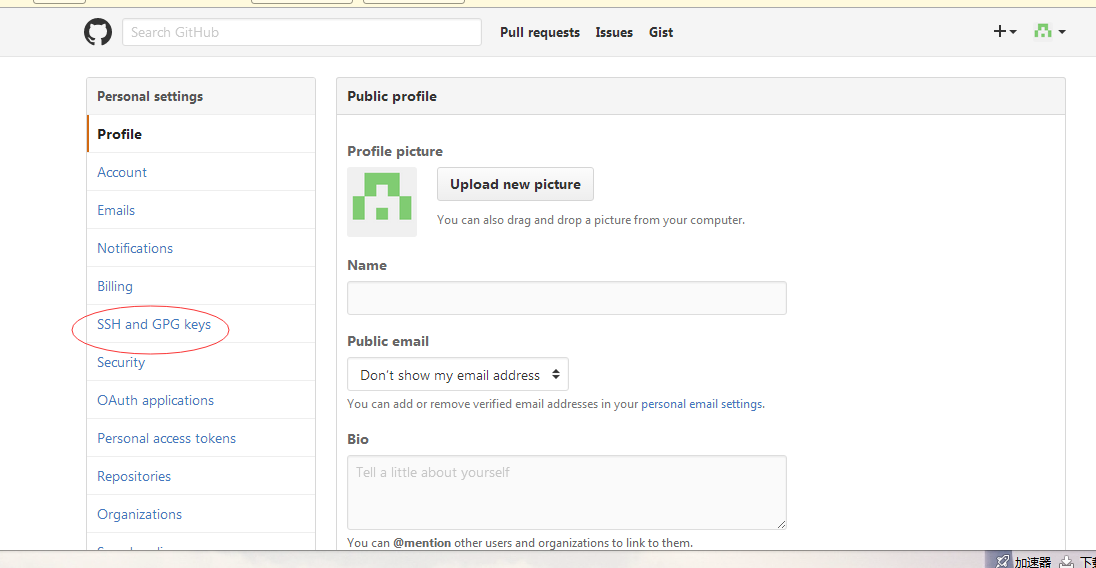 Search GitHub
Pull requests
Issues
Gist
Personal settings
Profile
Account
Emails
Notifications
Billing
SSH and GPG keys
Security
OAuth applications
Personal access tokens
Repositories
Organizations
Public profile
Profile picture
Upload new picture
You can also drag and drop a picture from your computer.
Name
Public email
Don't show my email address
You can add or remove verified email addresses in your personal email settings.
Bio
Tell a little about yourself
You can @mention other users and organizations to link to them.
加速器
下载